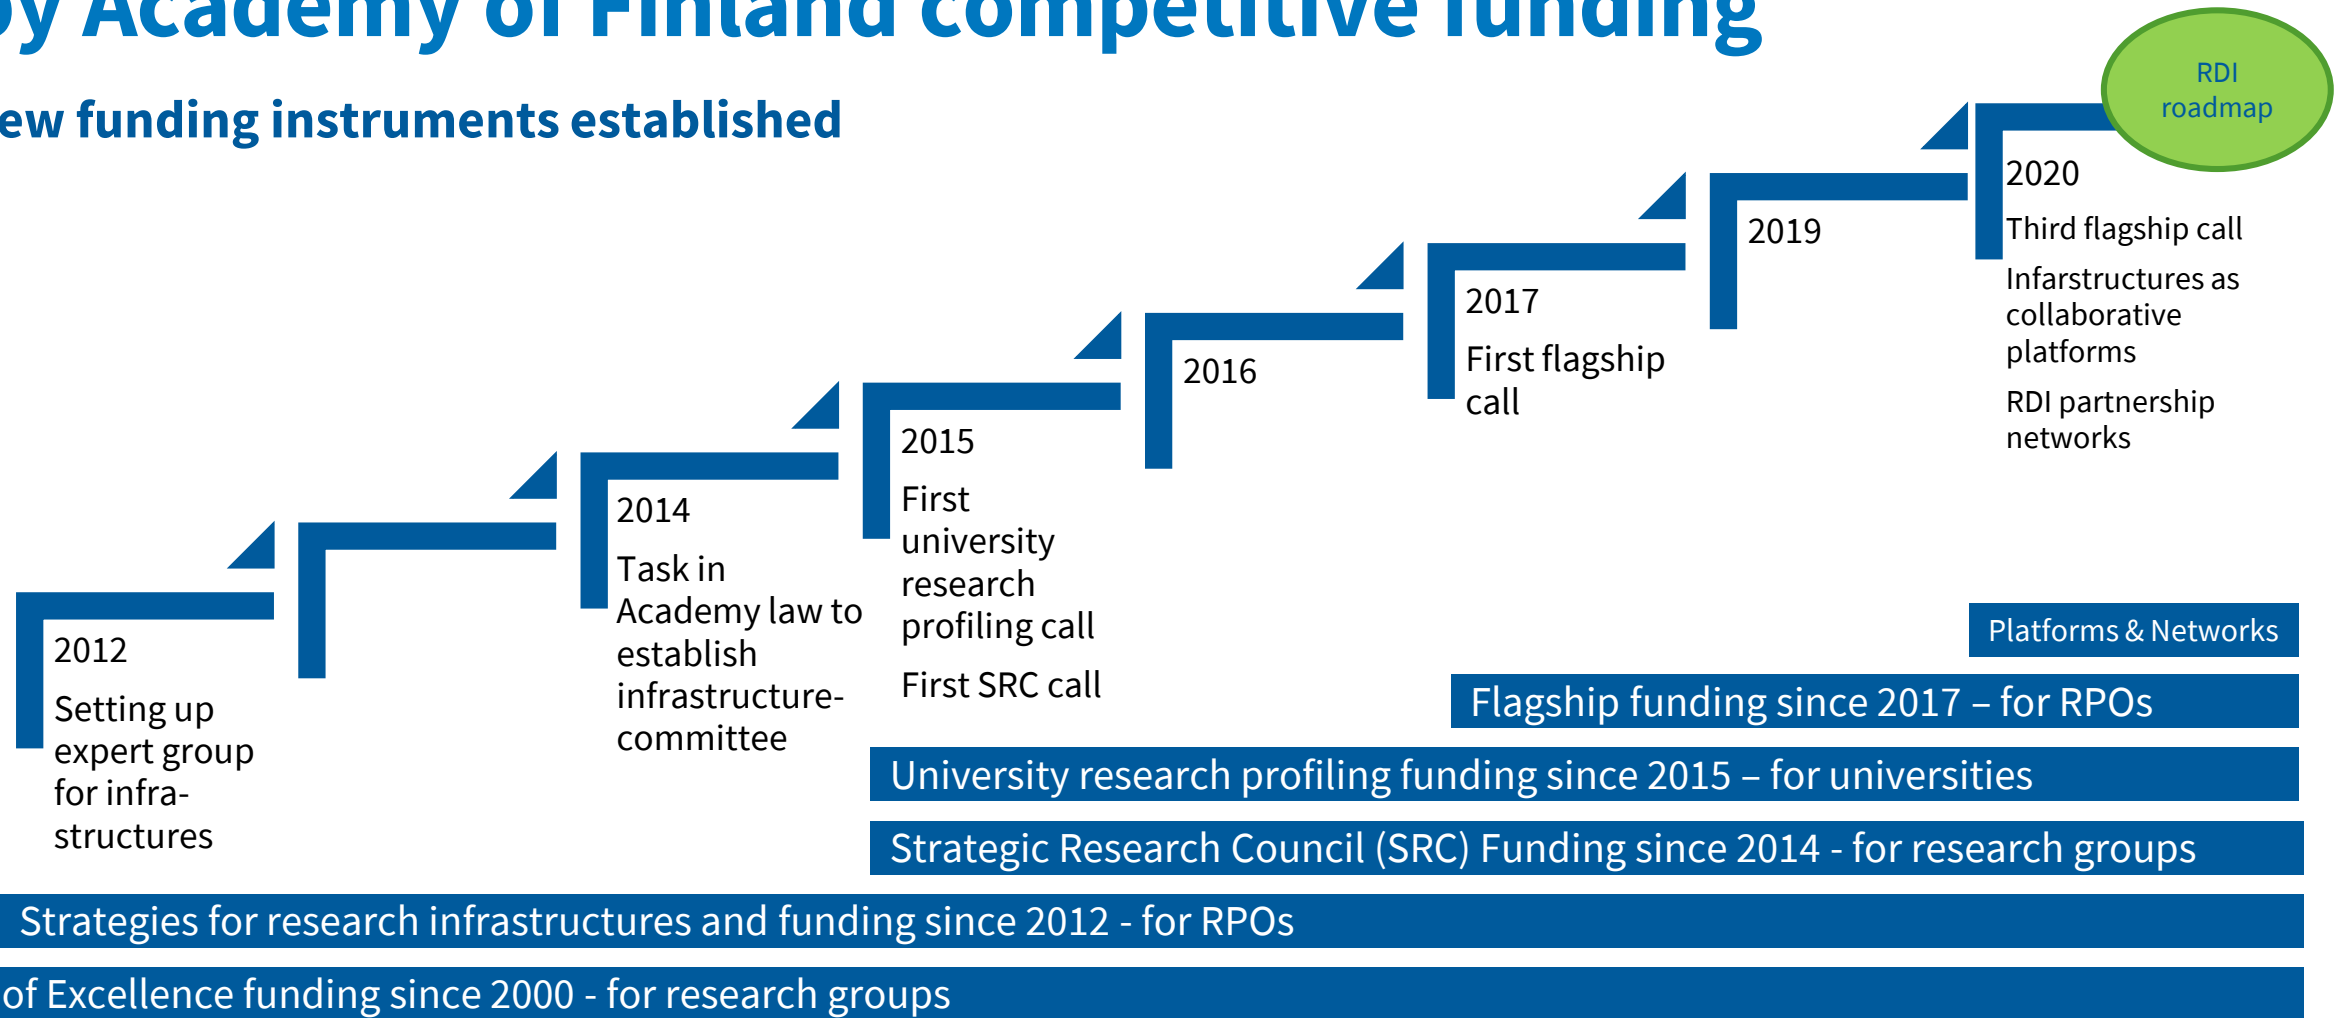 by Academy of Finland competitive funding
ew funding instruments established
RDI
roadmap
2012
Setting up
expert group
for infra-
structures
2014
Task in
Academy law to
establish
infrastructure-
committee
2015
First
university
research
profiling call
First SRC call
2016
2017
First flagship
call
2019
2020
Third flagship call
Infarstructures as
collaborative
platforms
RDI partnership
networks
Platforms & Networks
Flagship funding since 2017 – for RPOs
University research profiling funding since 2015 – for universities
Strategic Research Council (SRC) Funding since 2014 - for research groups
Strategies for research infrastructures and funding since 2012 - for RPOs
of Excellence funding since 2000 - for research groups